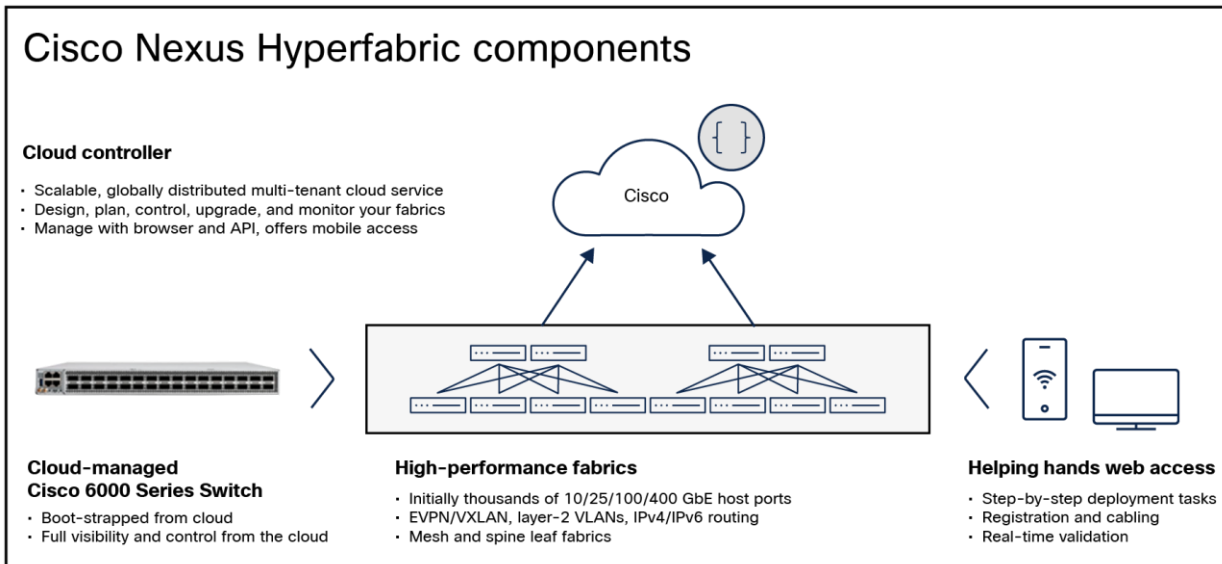 Cisco Nexus Hyperfabric components
Cloud controller
· Scalable, globally distributed multi-tenant cloud service
· Design, plan, control, upgrade, and monitor your fabrics
· Manage with browser and API, offers mobile access
{ }
Cisco
Cloud-managed
Cisco 6000 Series Switch
· Boot-strapped from cloud
· Full visibility and control from the cloud
High-performance fabrics
· Initially thousands of 10/25/100/400 GbE host ports
· EVPN/VXLAN, layer-2 VLANs, IPv4/IPv6 routing
· Mesh and spine leaf fabrics
Helping hands web access
· Step-by-step deployment tasks
· Registration and cabling
· Real-time validation